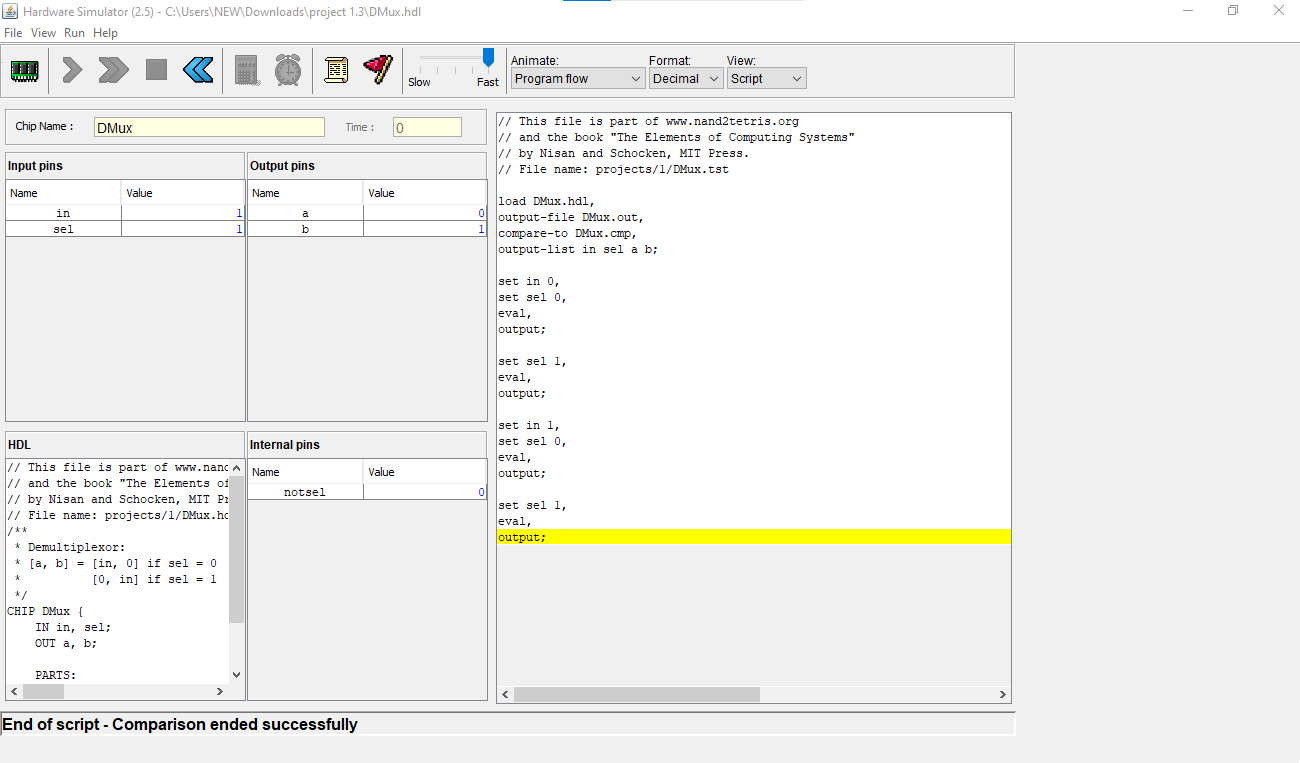 Hardware Simulator (2.5) - C:\Users\NEW\Downloads\project 1.3\DMux.hdl
File View Run Help
Slow Fast
Animate: Format: View:
Program flow Decimal Script
Chip Name : DMux Time : 0
Input pins
Name Value
in 1
sel 1
Output pins
Name Value
a 0
b 1
HDL
// This file is part of www.nand
// and the book "The Elements of
// by Nisan and Schocken, MIT Pr
// File name: projects/1/DMux.hd
/**
* Demultiplexor:
* [a, b] = [in, 0] if sel = 0
* [0, in] if sel = 1
*/
CHIP DMux {
IN in, sel;
OUT a, b;
PARTS:
Internal pins
Name Value
notsel 0
// This file is part of www.nand2tetris.org
// and the book "The Elements of Computing Systems"
// by Nisan and Schocken, MIT Press.
// File name: projects/1/DMux.tst
load DMux.hdl,
output-file DMux.out,
compare-to DMux.cmp,
output-list in sel a b;
set in 0,
set sel 0,
eval,
output;
set sel 1,
eval,
output;
set in 1,
set sel 0,
eval,
output;
set sel 1,
eval,
output;
End of script - Comparison ended successfully